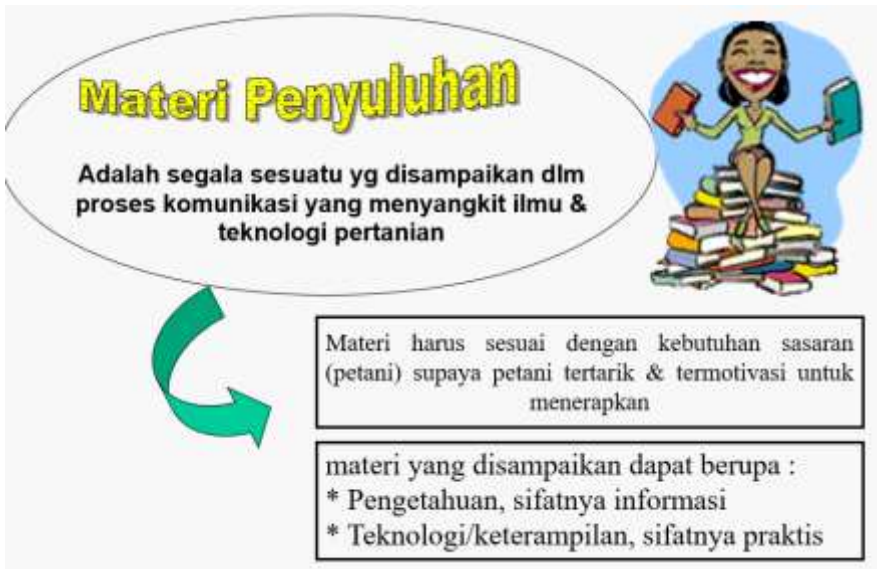 Materi Penyuluhan
Adalah segala sesuatu yg disampaikan dlm
proses komunikasi yang menyangkit ilmu &
teknologi pertanian
Materi harus sesuai dengan kebutuhan sasaran
(petani) supaya petani tertarik & termotivasi untuk
menerapkan
materi yang disampaikan dapat berupa :
* Pengetahuan, sifatnya informasi
* Teknologi/keterampilan, sifatnya praktis